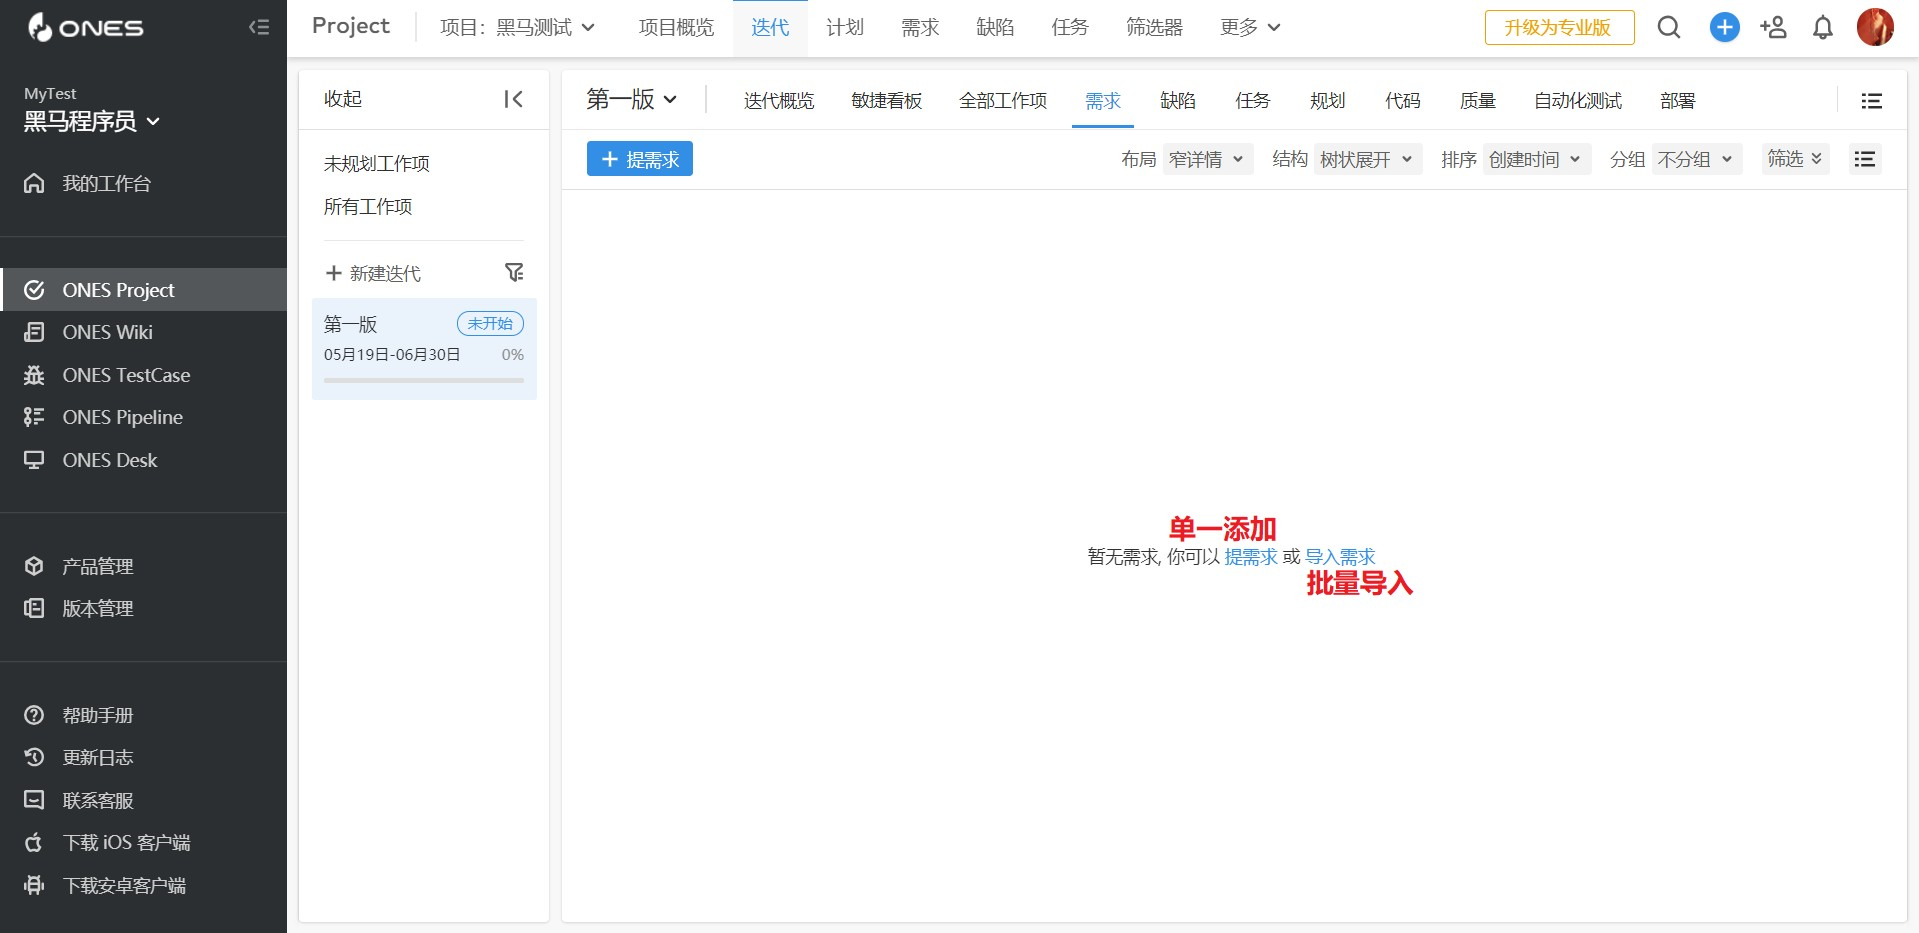 ONES
MyTest
黑马程序员
我的工作台
ONES Project
ONES Wiki
ONES TestCase
ONES Pipeline
ONES Desk
产品管理
版本管理
帮助手册
更新日志
联系客服
下载 iOS 客户端
下载安卓客户端
Project 项目：黑马测试 项目概览 迭代 计划 需求 缺陷 任务 筛选器 更多 升级为专业版
收起
未规划工作项
所有工作项
新建迭代
第一版 未开始
05月19日-06月30日 0%
第一版 迭代概览 敏捷看板 全部工作项 需求 缺陷 任务 规划 代码 质量 自动化测试 部署
+ 提需求 布局 窄详情 结构 树状展开 排序 创建时间 分组 不分组 筛选
单一添加
暂无需求, 你可以 提需求 或 导入需求
批量导入